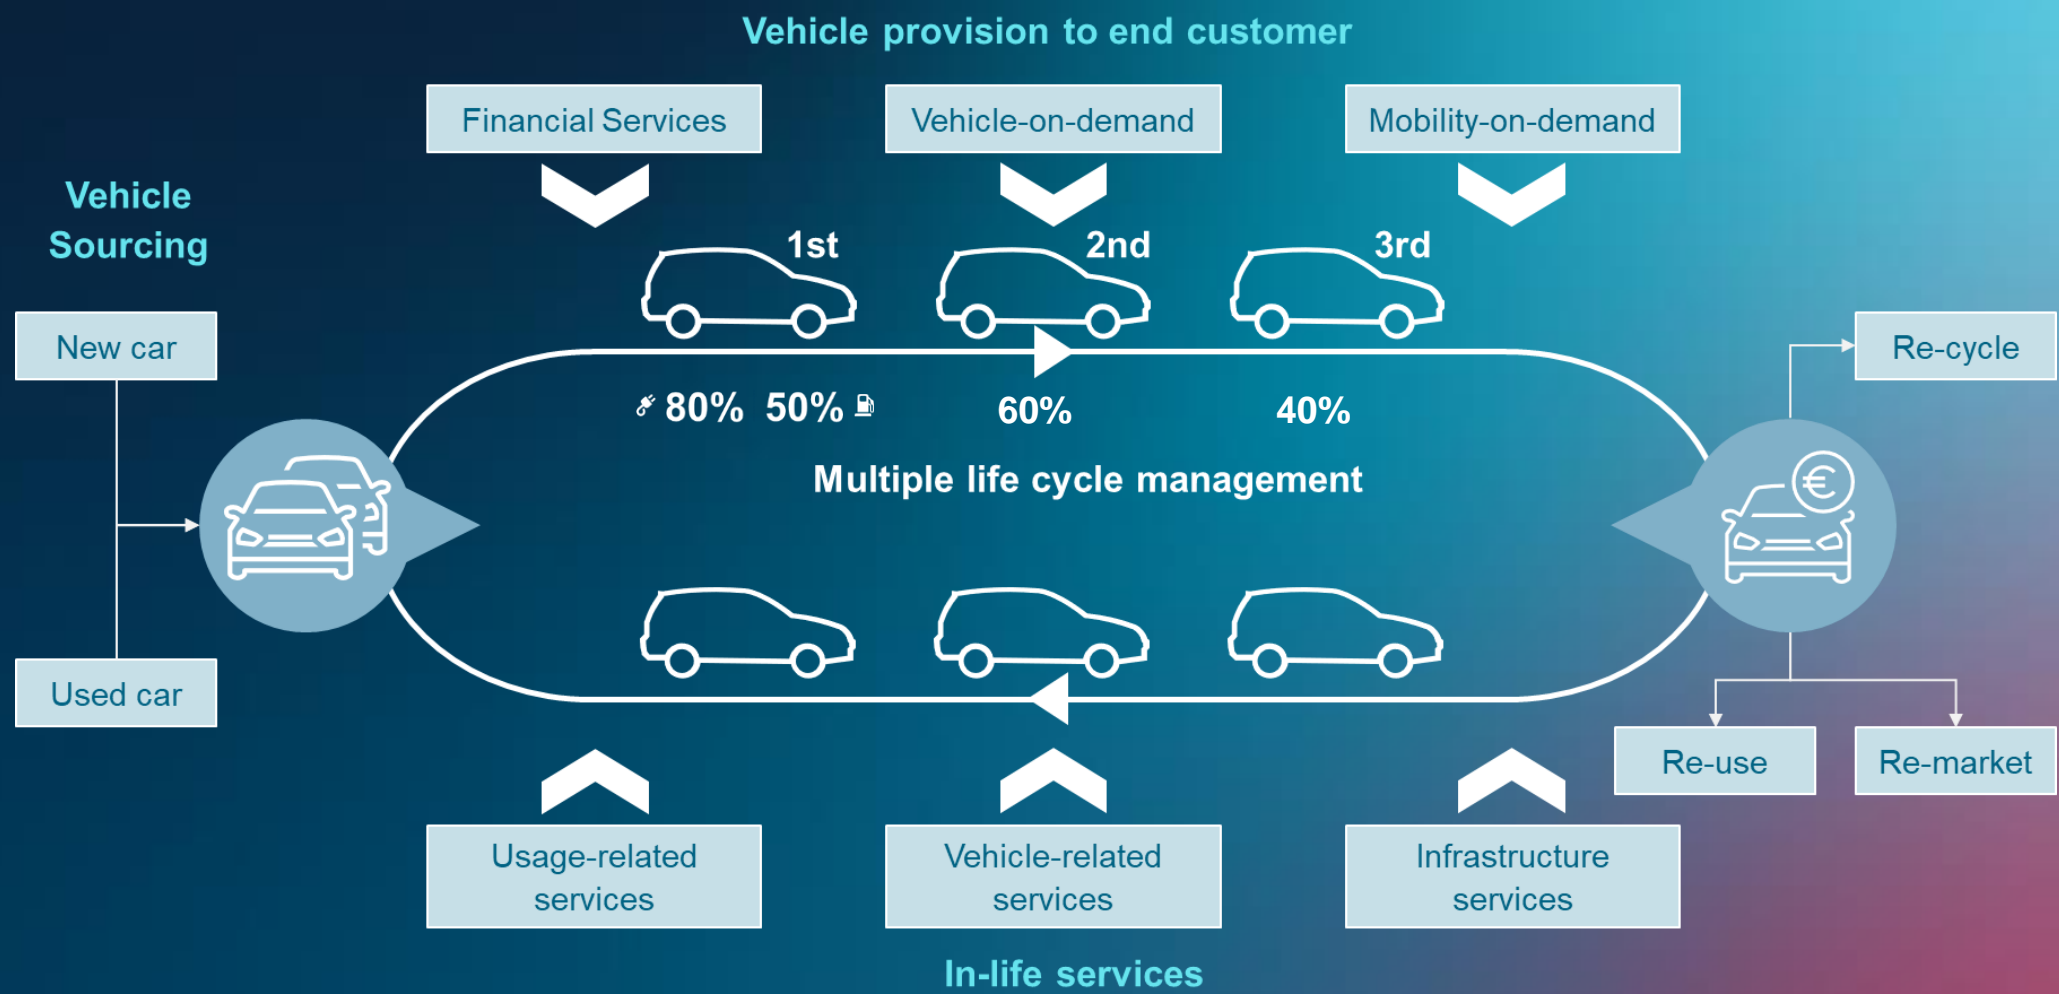 Vehicle provision to end customer
Financial Services
Vehicle-on-demand
Mobility-on-demand
Vehicle
Sourcing
1st
2nd
3rd
New car
Re-cycle
80% 50%
60%
40%
Multiple life cycle management
€
Used car
Re-use
Re-market
Usage-related
services
Vehicle-related
services
Infrastructure
services
In-life services